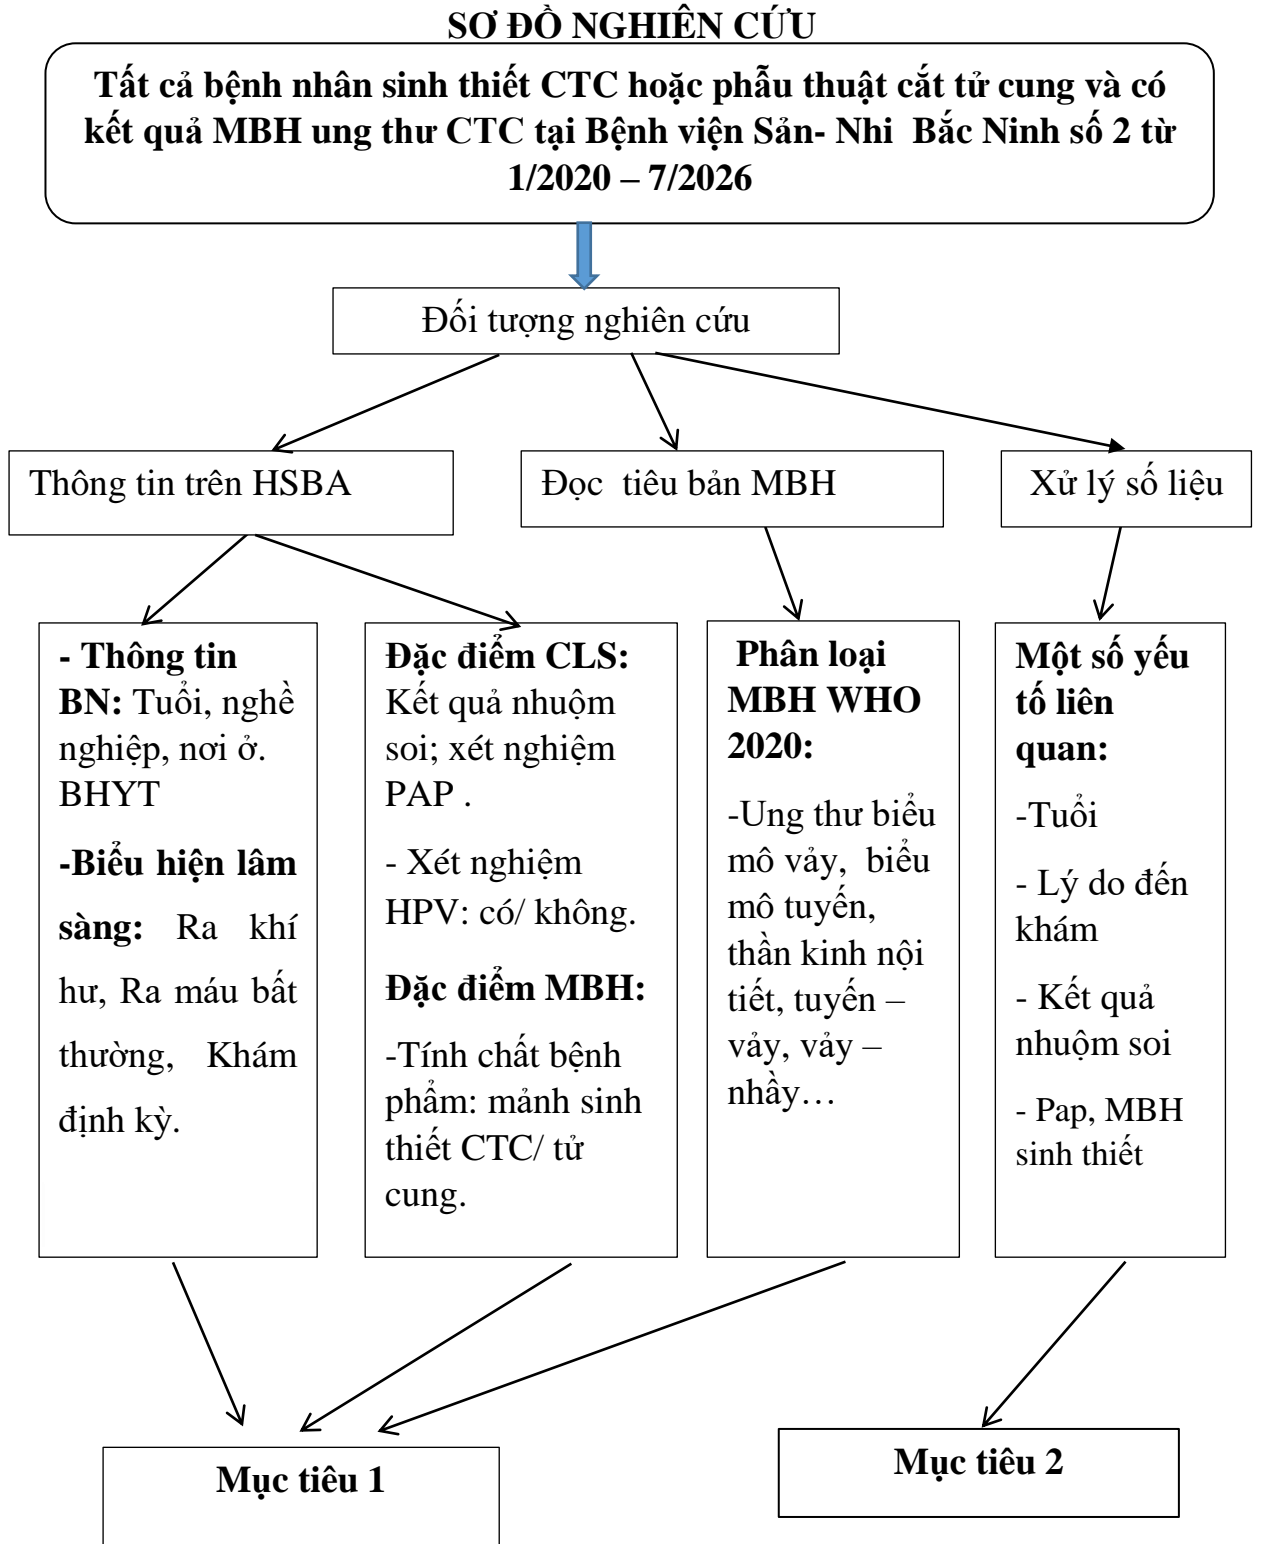 SƠ ĐỒ NGHIÊN CỨU
Tất cả bệnh nhân sinh thiết CTC hoặc phẫu thuật cắt tử cung và có
kết quả MBH ung thư CTC tại Bệnh viện Sản- Nhi Bắc Ninh số 2 từ
1/2020 – 7/2026
Đối tượng nghiên cứu
Thông tin trên HSBA
Đọc tiêu bản MBH
Xử lý số liệu
- Thông tin
BN: Tuổi, nghề
nghiệp, nơi ở.
BHYT
-Biểu hiện lâm
sàng: Ra khí
hư, Ra máu bất
thường, Khám
định kỳ.
Đặc điểm CLS:
Kết quả nhuộm
soi; xét nghiệm
PAP .
- Xét nghiệm
HPV: có/ không.
Đặc điểm MBH:
-Tính chất bệnh
phẩm: mảnh sinh
thiết CTC/ tử
cung.
Phân loại
MBH WHO
2020:
-Ung thư biểu
mô vảy, biểu
mô tuyến,
thần kinh nội
tiết, tuyến –
vảy, vảy –
nhầy…
Một số yếu
tố liên
quan:
-Tuổi
- Lý do đến
khám
- Kết quả
nhuộm soi
- Pap, MBH
sinh thiết
Mục tiêu 1
Mục tiêu 2